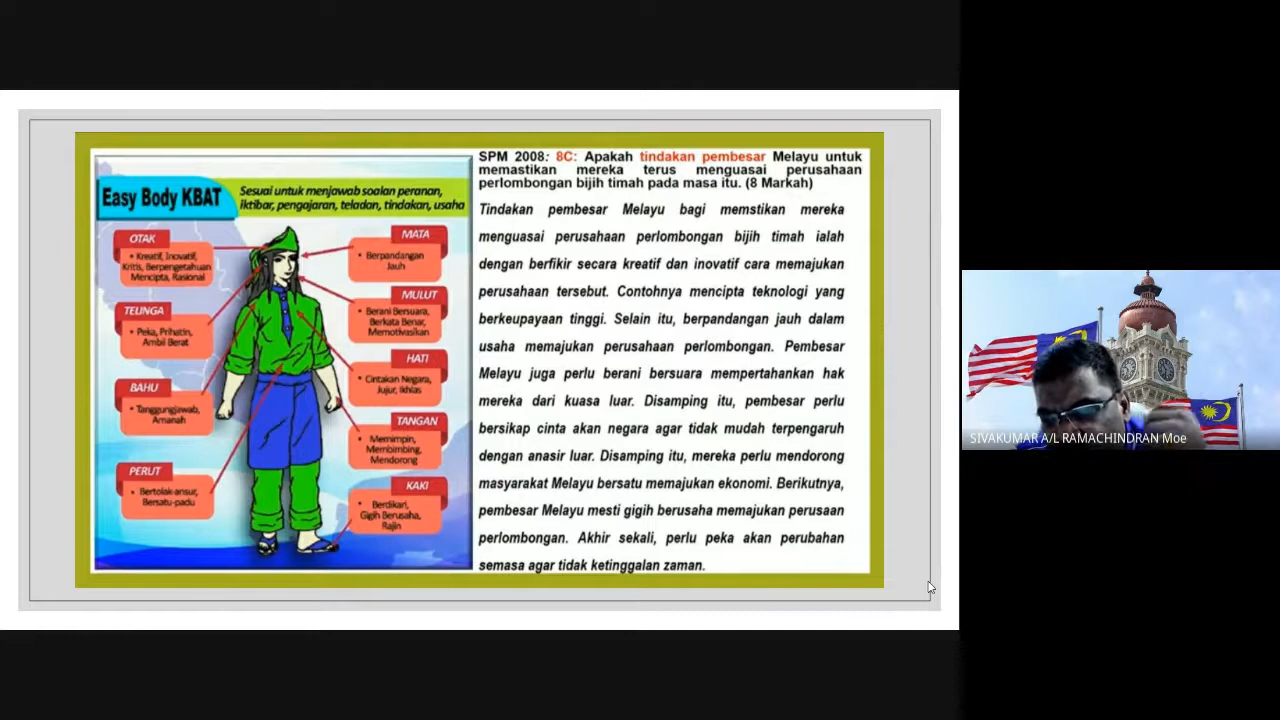 Easy Body KBAT
Sesuai untuk menjawab soalan peranan,
iktibar, pengajaran, teladan, tindakan, usaha
OTAK
• Kreatif, Inovatif,
Kritis, Berpengetahuan
Mencipta, Rasional
TELINGA
• Peka, Prihatin,
Ambil Berat
BAHU
• Tanggungjawab,
Amanah
PERUT
• Bertolak-ansur,
Bersatu-padu
MATA
• Berpandangan
Jauh
MULUT
• Berani Bersuara,
Berkata Benar,
Memotivasikan
HATI
• Cintakan Negara,
Jujur, Ikhlas
TANGAN
• Memimpin,
Membimbing,
Mendorong
KAKI
• Berdikari,
Gigih Berusaha,
Rajin
SPM 2008: 8C: Apakah tindakan pembesar Melayu untuk
memastikan mereka terus menguasai perusahaan
perlombongan bijih timah pada masa itu. (8 Markah)
Tindakan pembesar Melayu bagi memstikan mereka
menguasai perusahaan perlombongan bijih timah ialah
dengan berfikir secara kreatif dan inovatif cara memajukan
perusahaan tersebut. Contohnya mencipta teknologi yang
berkeupayaan tinggi. Selain itu, berpandangan jauh dalam
usaha memajukan perusahaan perlombongan. Pembesar
Melayu juga perlu berani bersuara mempertahankan hak
mereka dari kuasa luar. Disamping itu, pembesar perlu
bersikap cinta akan negara agar tidak mudah terpengaruh
dengan anasir luar. Disamping itu, mereka perlu mendorong
masyarakat Melayu bersatu memajukan ekonomi. Berikutnya,
pembesar Melayu mesti gigih berusaha memajukan perusaan
perlombongan. Akhir sekali, perlu peka akan perubahan
semasa agar tidak ketinggalan zaman.
SIVAKUMAR A/L RAMACHINDRAN Moe